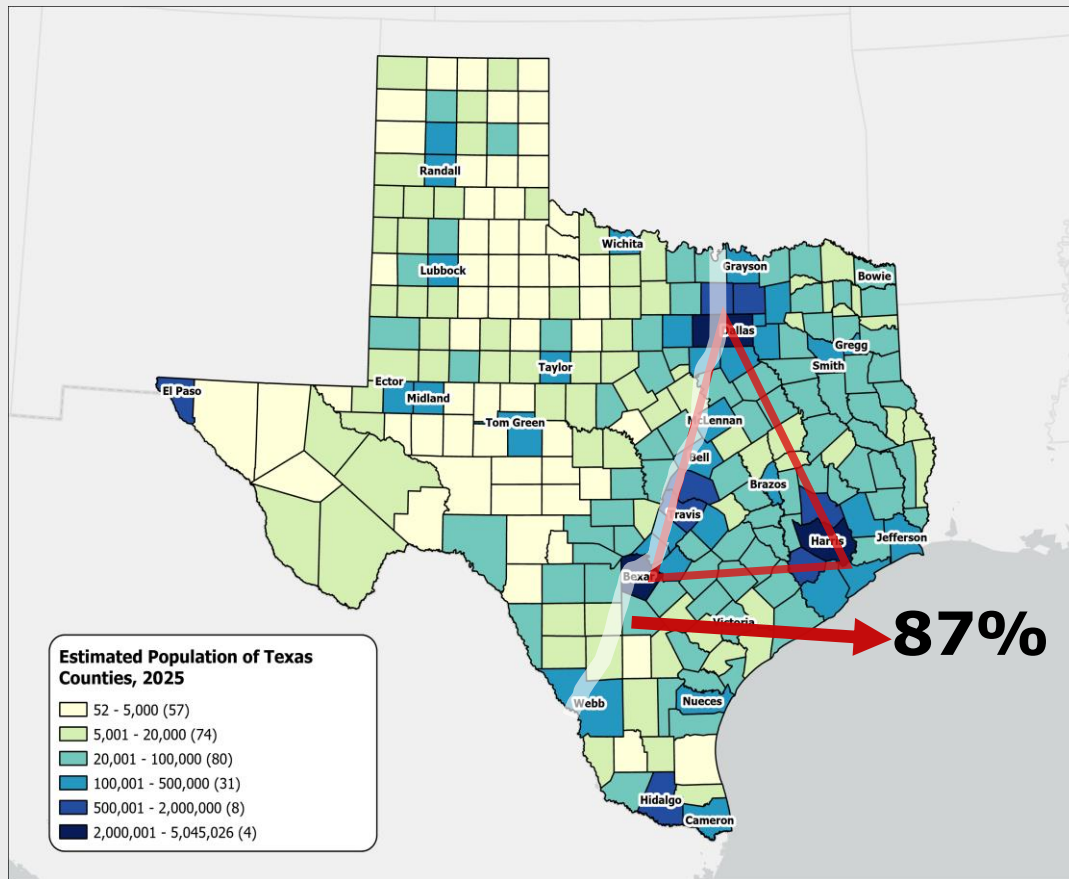 Randall
Wichita
Grayson
Bowie
Lubbock
Dallas
Gregg
Smith
Taylor
El Paso
Ector
Midland
Tom Green
McLennan
Bell
Brazos
Travis
Harris
Jefferson
Bexar
Victoria
87%
Webb
Nueces
Hidalgo
Cameron
Estimated Population of Texas
Counties, 2025
52 - 5,000 (57)
5,001 - 20,000 (74)
20,001 - 100,000 (80)
100,001 - 500,000 (31)
500,001 - 2,000,000 (8)
2,000,001 - 5,045,026 (4)